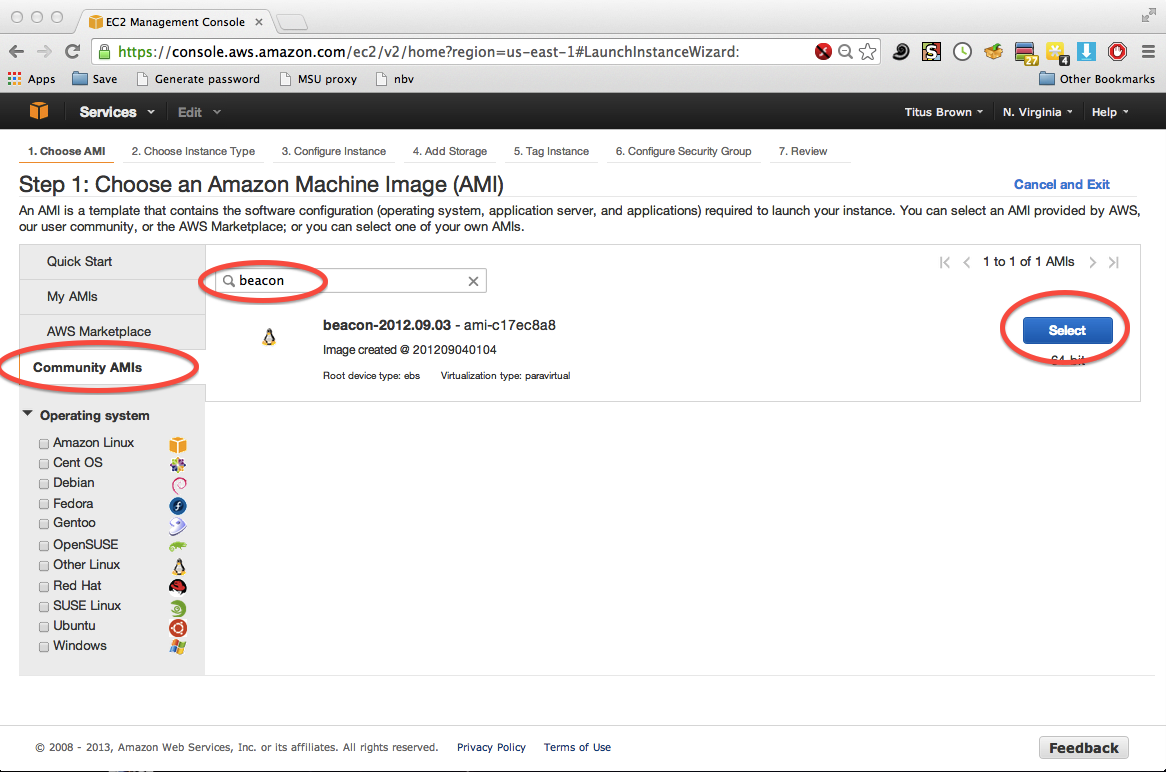 EC2 Management Console
https://console.aws.amazon.com/ec2/v2/home?region=us-east-1#LaunchInstanceWizard:
S
27
4
Apps Save Generate password MSU proxy nbv Other Bookmarks
Services Edit Titus Brown N. Virginia Help
1. Choose AMI 2. Choose Instance Type 3. Configure Instance 4. Add Storage 5. Tag Instance 6. Configure Security Group 7. Review
Step 1: Choose an Amazon Machine Image (AMI)
Cancel and Exit
An AMI is a template that contains the software configuration (operating system, application server, and applications) required to launch your instance. You can select an AMI provided by AWS,
our user community, or the AWS Marketplace; or you can select one of your own AMIs.
Quick Start
My AMIs
AWS Marketplace
Community AMIs
Operating system
Amazon Linux
Cent OS
Debian
Fedora
Gentoo
OpenSUSE
Other Linux
Red Hat
SUSE Linux
Ubuntu
Windows
beacon
1 to 1 of 1 AMIs
beacon-2012.09.03 - ami-c17ec8a8
Image created @ 201209040104
Root device type: ebs Virtualization type: paravirtual
Select
64-bit
© 2008 - 2013, Amazon Web Services, Inc. or its affiliates. All rights reserved. Privacy Policy Terms of Use
Feedback